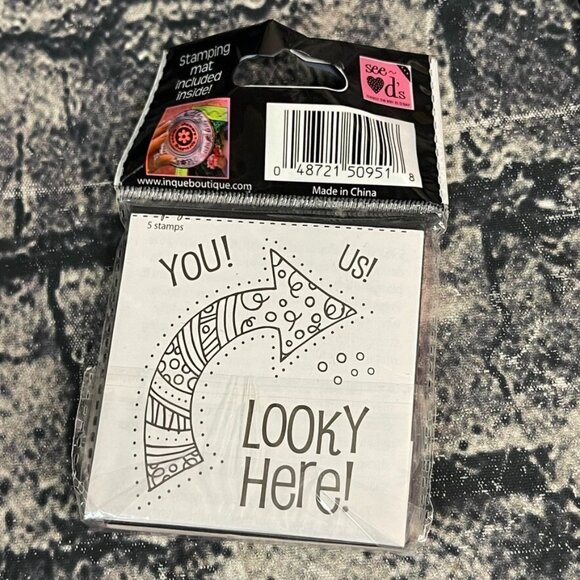 Stamping
mat
included
inside!
see~
d's
0 48721 50951 8
www.inqueboutique.com
Made in China
5 stamps
YOU!
US!
LOOKY
Here!